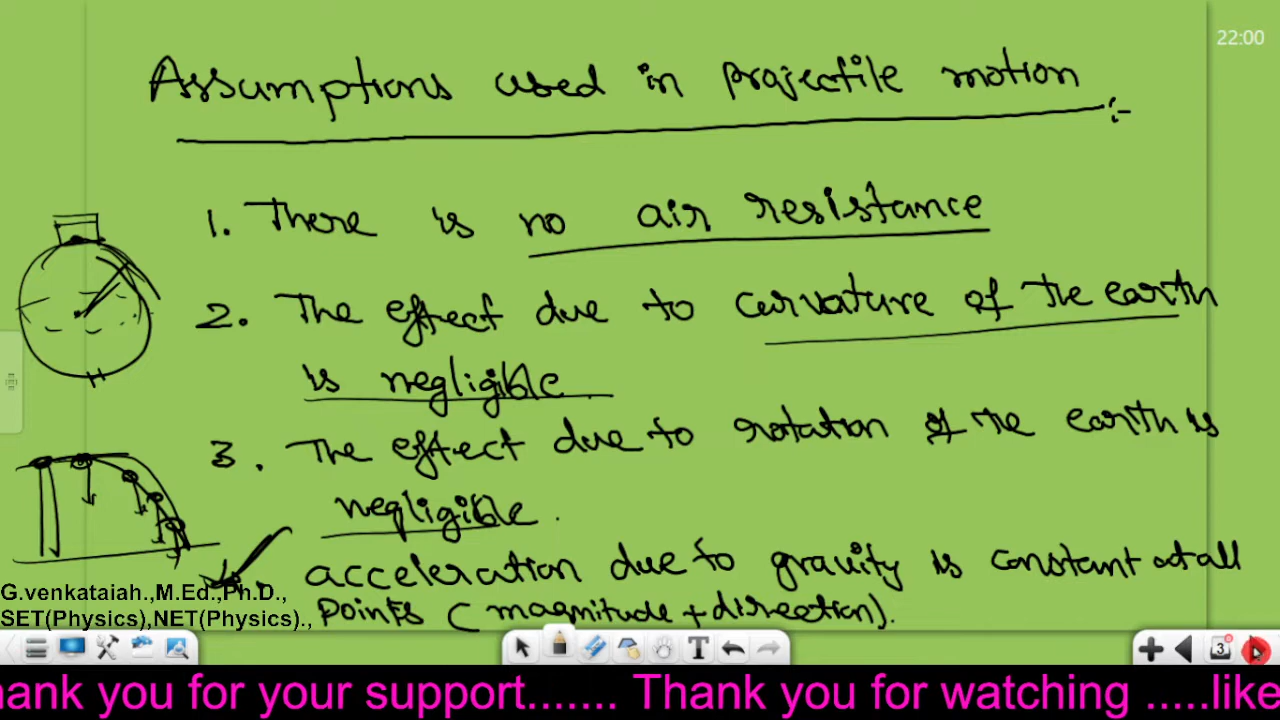 22:00
Assumptions used in projectile motion :-
1. There is no air resistance
2. The effect due to curvature of the earth
is negligible.
3. The effect due to rotation of the earth is
negligible.
4. acceleration due to gravity is constant at all
points (magnitude + direction).
G.venkataiah.,M.Ed.,Ph.D.,
SET(Physics),NET(Physics).,
T
3
hank you for your support....... Thank you for watching .....like